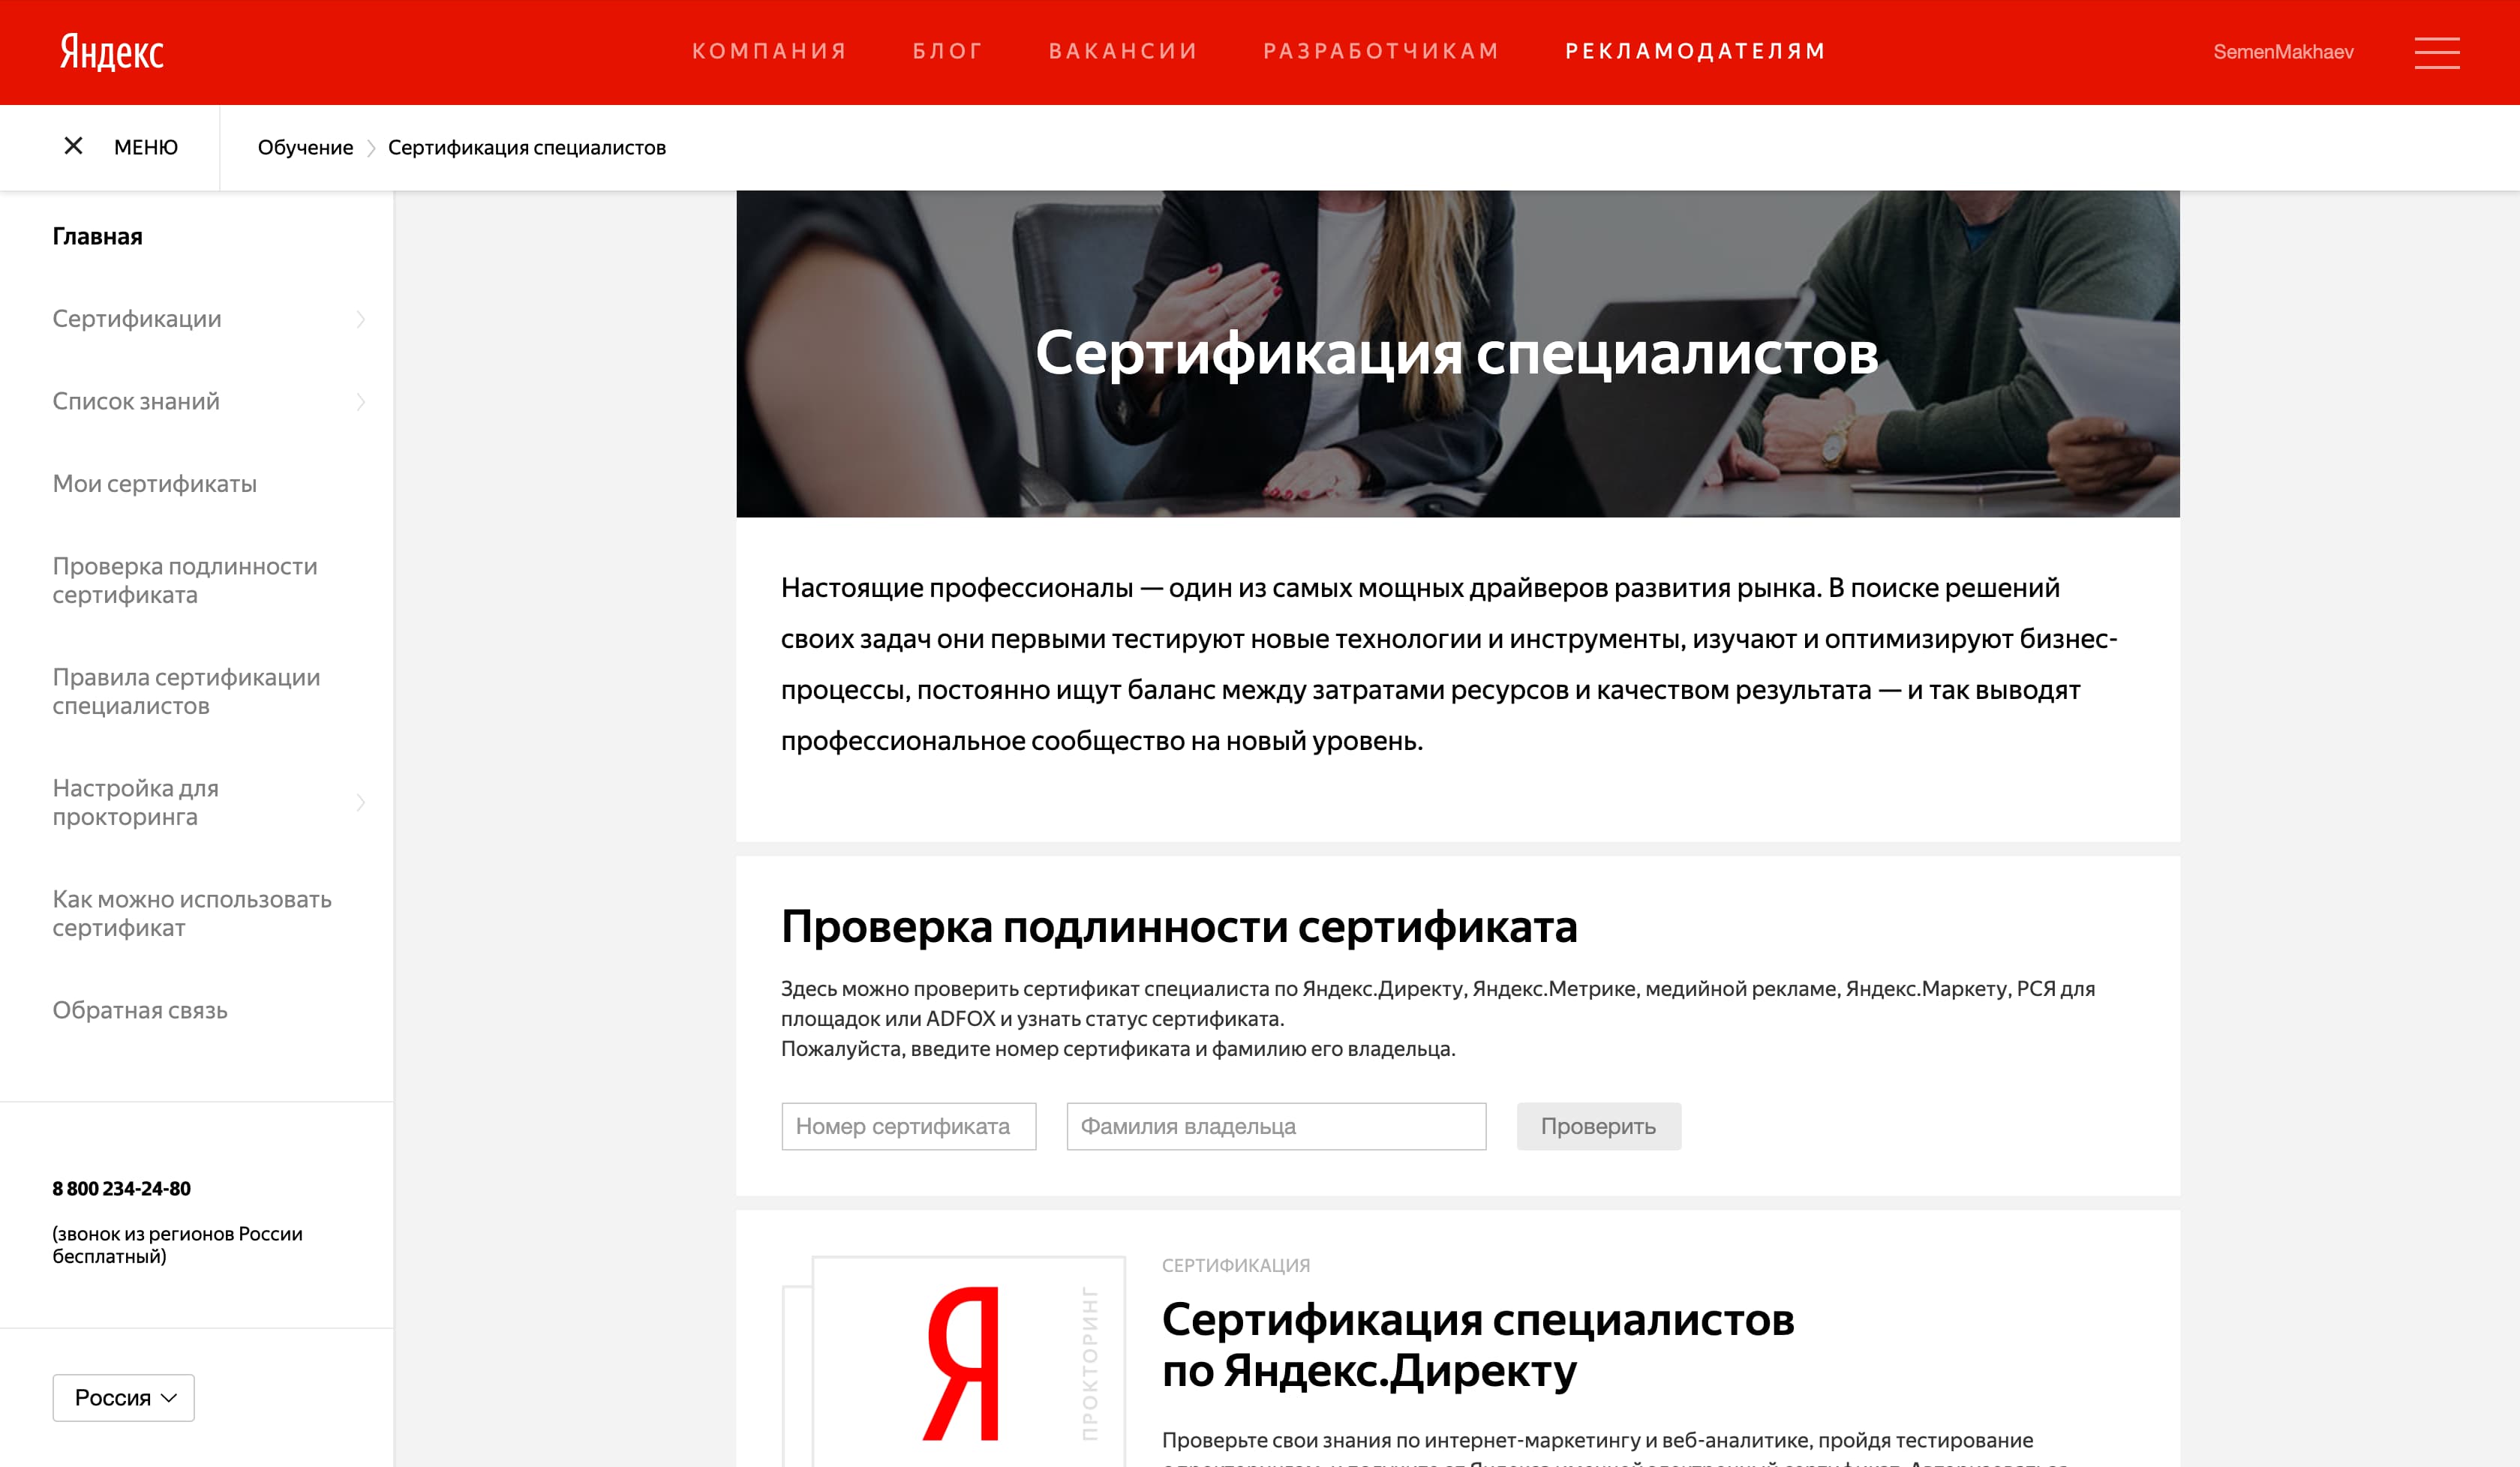 Яндекс
КОМПАНИЯ
БЛОГ
ВАКАНСИИ
РАЗРАБОТЧИКАМ
РЕКЛАМОДАТЕЛЯМ
SemenMakhaev
МЕНЮ
Обучение
Сертификация специалистов
Главная
Сертификации
Список знаний
Мои сертификаты
Проверка подлинности
сертификата
Правила сертификации
специалистов
Настройка для
прокторинга
Как можно использовать
сертификат
Обратная связь
8 800 234-24-80
(звонок из регионов России
бесплатный)
Россия
Сертификация специалистов
Настоящие профессионалы — один из самых мощных драйверов развития рынка. В поиске решений
своих задач они первыми тестируют новые технологии и инструменты, изучают и оптимизируют бизнес-
процессы, постоянно ищут баланс между затратами ресурсов и качеством результата — и так выводят
профессиональное сообщество на новый уровень.
Проверка подлинности сертификата
Здесь можно проверить сертификат специалиста по Яндекс.Директу, Яндекс.Метрике, медийной рекламе, Яндекс.Маркету, РСЯ для
площадок или ADFOX и узнать статус сертификата.
Пожалуйста, введите номер сертификата и фамилию его владельца.
Номер сертификата
Фамилия владельца
Проверить
Я
ПРОКТОРИНГ
СЕРТИФИКАЦИЯ
Сертификация специалистов
по Яндекс.Директу
Проверьте свои знания по интернет-маркетингу и веб-аналитике, пройдя тестирование